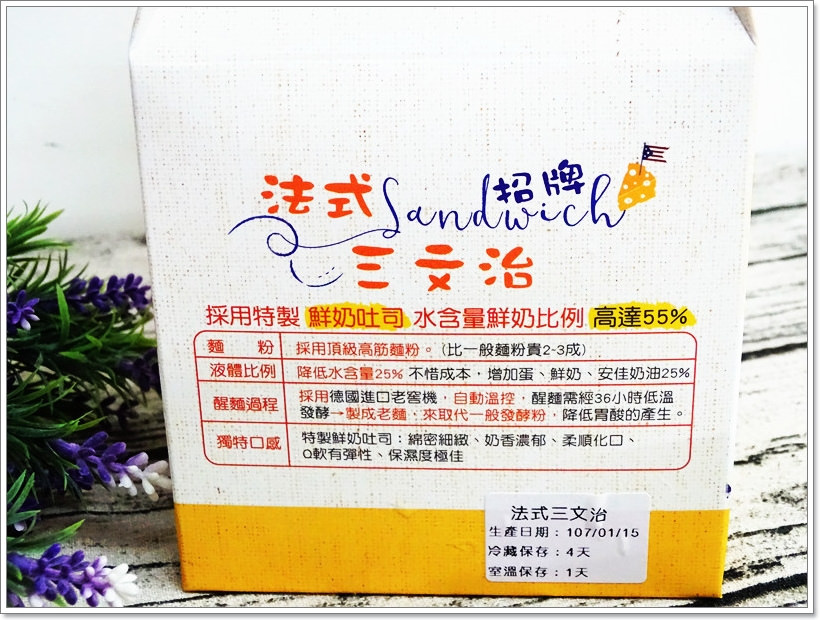 法式 Sandwich 招牌
三文治
採用特製 鮮奶吐司 水含量鮮奶比例 高達55%
麵 粉 採用頂級高筋麵粉。(比一般麵粉貴2-3成)
液體比例 降低水含量25% 不惜成本,增加蛋、鮮奶、安佳奶油25%
醒麵過程 採用德國進口老窖機,自動溫控,醒麵需經36小時低溫
發酵→製成老麵,來取代一般發酵粉,降低胃酸的產生。
獨特口感 特製鮮奶吐司:綿密細緻、奶香濃郁、柔順化口、
Q軟有彈性、保濕度極佳
法式三文治
生產日期:107/01/15
冷藏保存:4天
室溫保存:1天